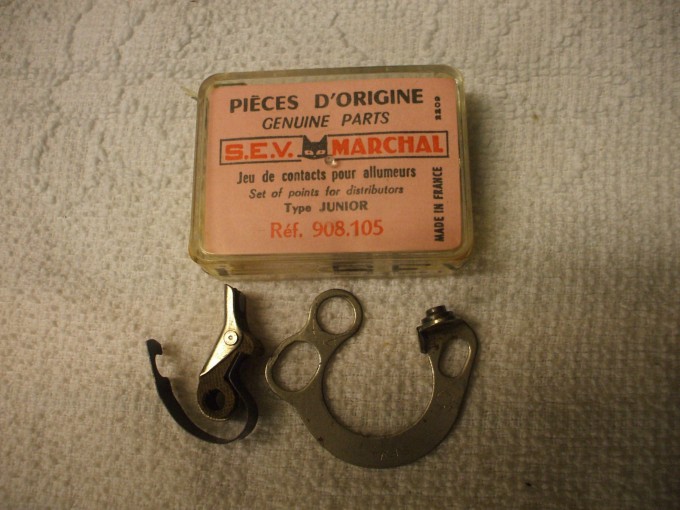 PIÈCES D'ORIGINE
GENUINE PARTS
S.E.V. MARCHAL
Jeu de contacts pour allumeurs
Set of points for distributors
Type JUNIOR
Réf. 908.105
MADE IN FRANCE